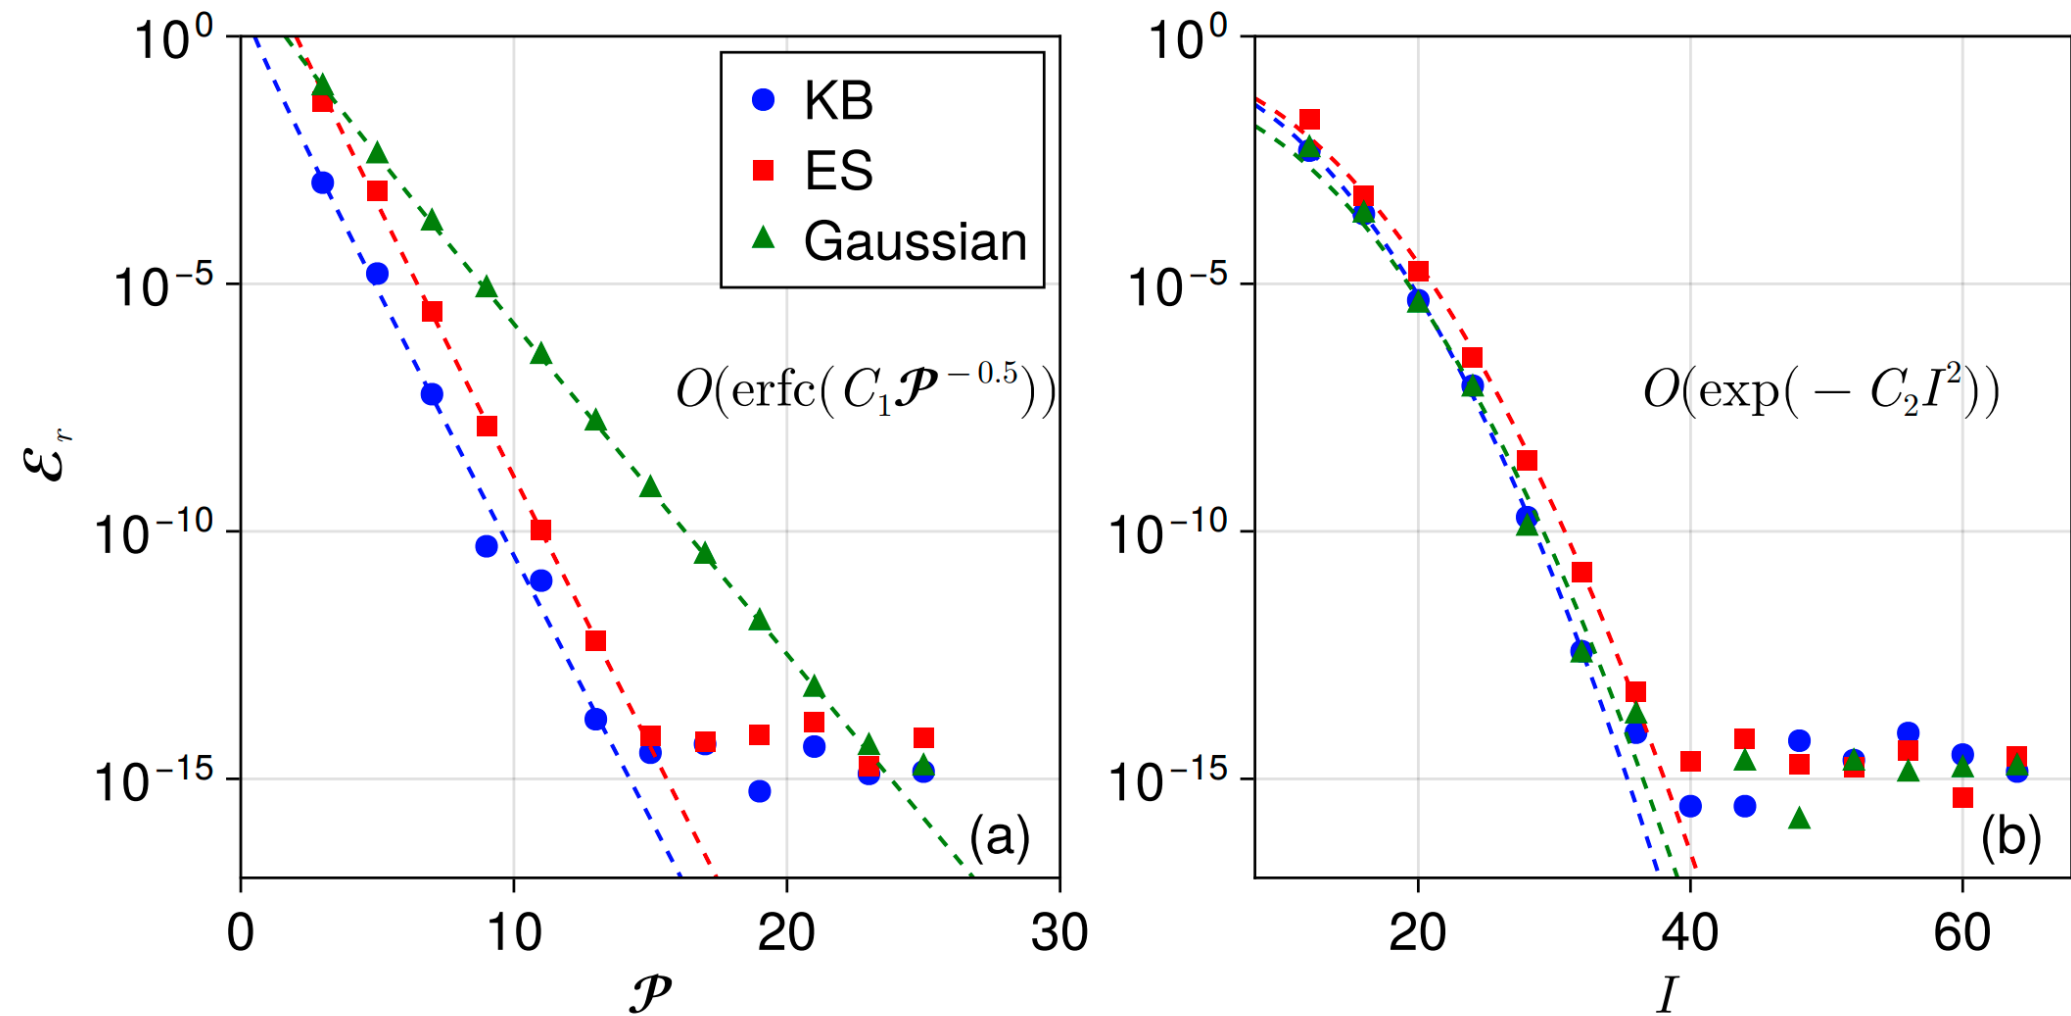 10^0
10^−5
10^−10
10^−15
ℰ_r
0 10 20 30
𝒫
KB
ES
Gaussian
O(erfc(C_1𝒫^−0.5))
(a)
10^0
10^−5
10^−10
10^−15
20 40 60
I
O(exp(−C_2I^2))
(b)